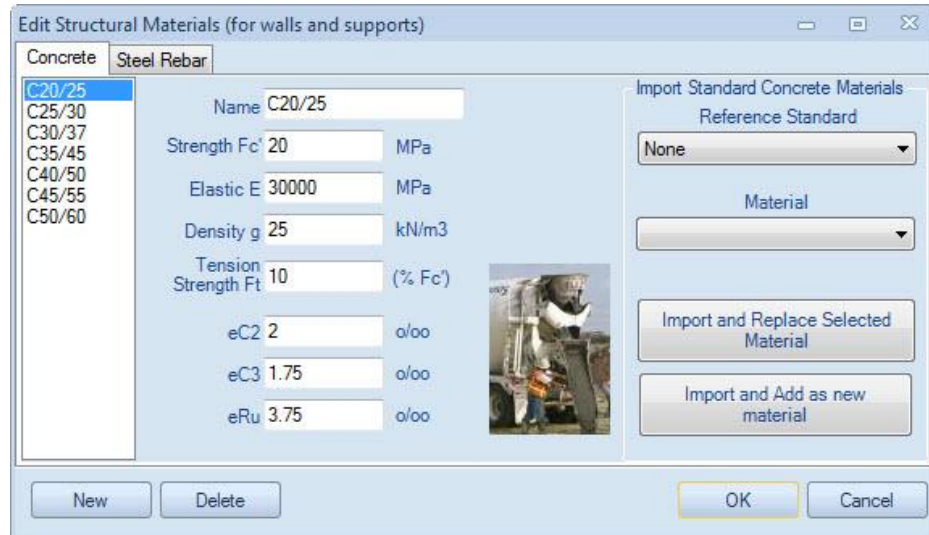 Edit Structural Materials (for walls and supports)
Concrete
Steel Rebar
C20/25
C25/30
C30/37
C35/45
C40/50
C45/55
C50/60
Name C20/25
Strength Fc' 20 MPa
Elastic E 30000 MPa
Density g 25 kN/m3
Tension
Strength Ft 10 (% Fc')
eC2 2 o/oo
eC3 1.75 o/oo
eRu 3.75 o/oo
Import Standard Concrete Materials
Reference Standard
None
Material
Import and Replace Selected
Material
Import and Add as new
material
New
Delete
OK
Cancel